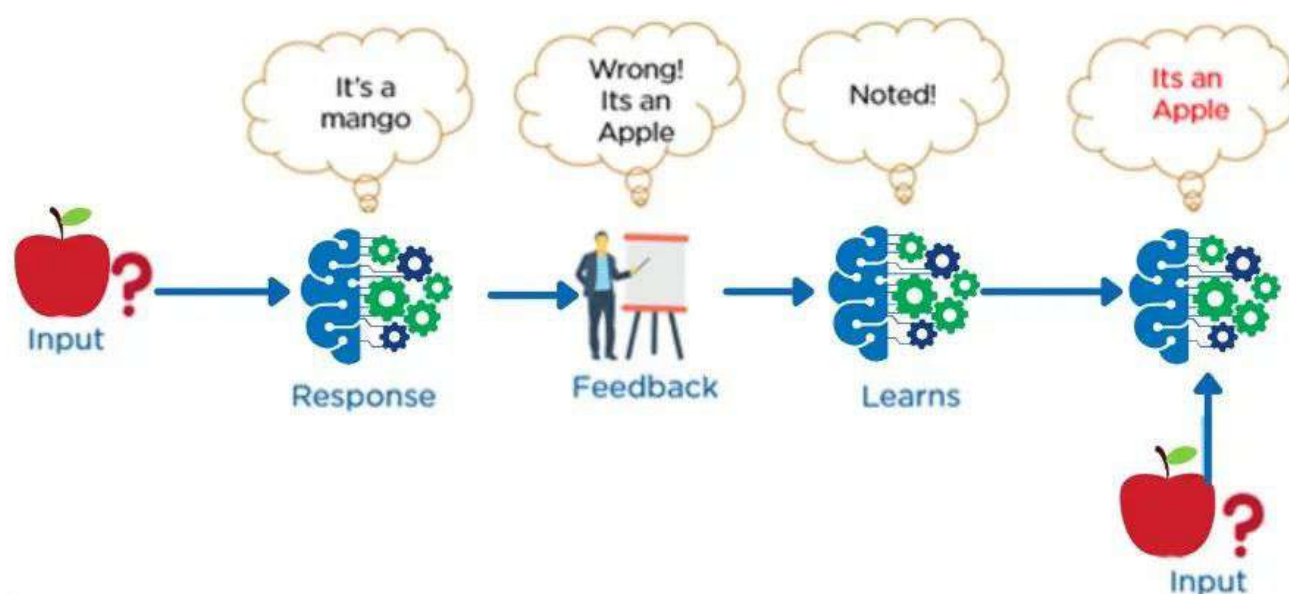 It's a
mango
Wrong!
Its an
Apple
Noted!
Its an
Apple
Input
Response
Feedback
Learns
Input